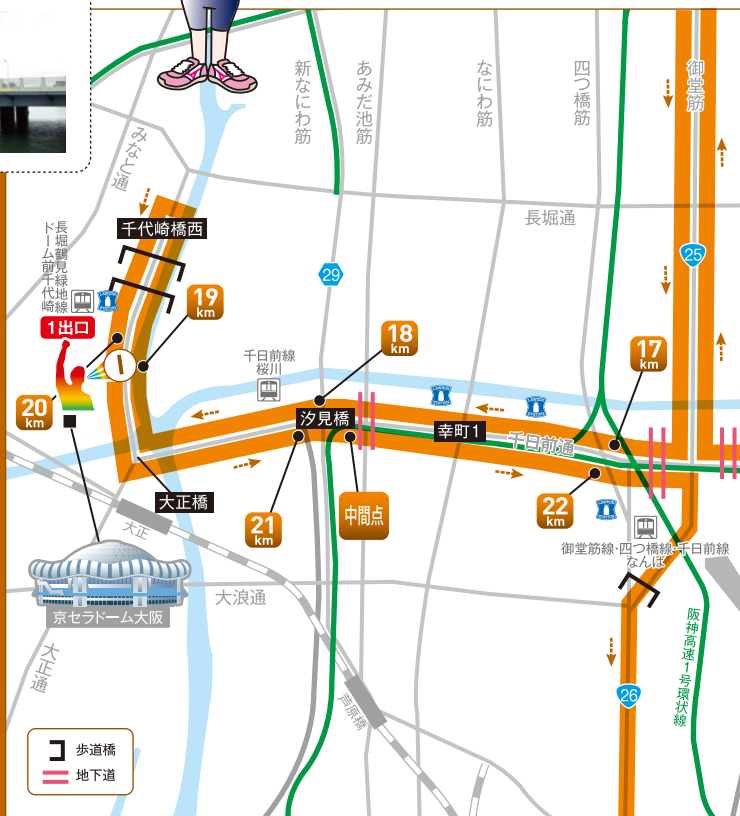 新なにわ筋
あみだ池筋
なにわ筋
四つ橋筋
御堂筋
みなと通
長堀通
千代崎橋西
長堀鶴見緑地線
ドーム前千代崎
1出口
19
km
29
25
18
km
17
km
千日前線
桜川
20
km
汐見橋
幸町1
千日前通
大正橋
21
km
中間点
22
km
大正
御堂筋線・四つ橋線・千日前線
なんば
京セラドーム大阪
大浪通
大正通
芦原橋
阪神高速1号環状線
26
歩道橋
地下道